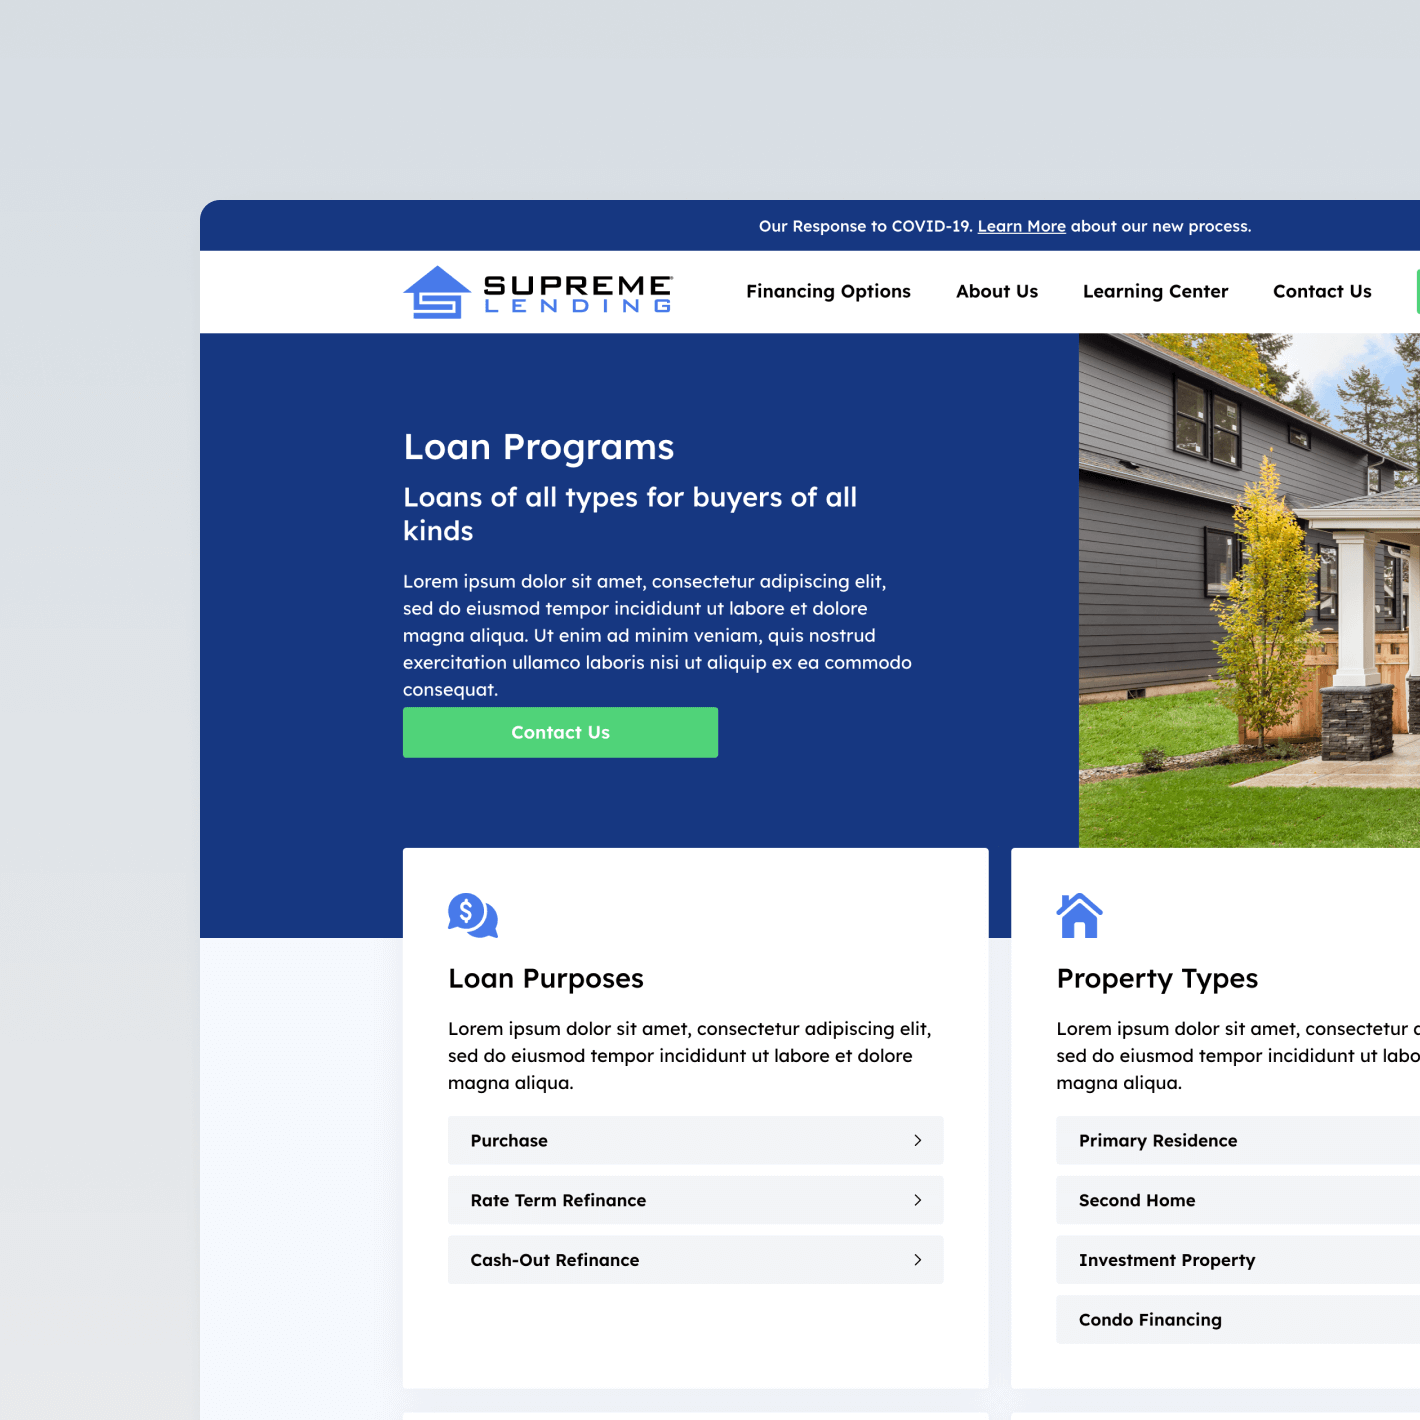 Our Response to COVID-19. Learn More about our new process.
SUPREME
LENDING
Financing Options
About Us
Learning Center
Contact Us
Loan Programs
Loans of all types for buyers of all
kinds
Lorem ipsum dolor sit amet, consectetur adipiscing elit,
sed do eiusmod tempor incididunt ut labore et dolore
magna aliqua. Ut enim ad minim veniam, quis nostrud
exercitation ullamco laboris nisi ut aliquip ex ea commodo
consequat.
Contact Us
Loan Purposes
Lorem ipsum dolor sit amet, consectetur adipiscing elit,
sed do eiusmod tempor incididunt ut labore et dolore
magna aliqua.
Purchase
Rate Term Refinance
Cash-Out Refinance
Property Types
Lorem ipsum dolor sit amet, consectetur
sed do eiusmod tempor incididunt ut
magna aliqua.
Primary Residence
Second Home
Investment Property
Condo Financing